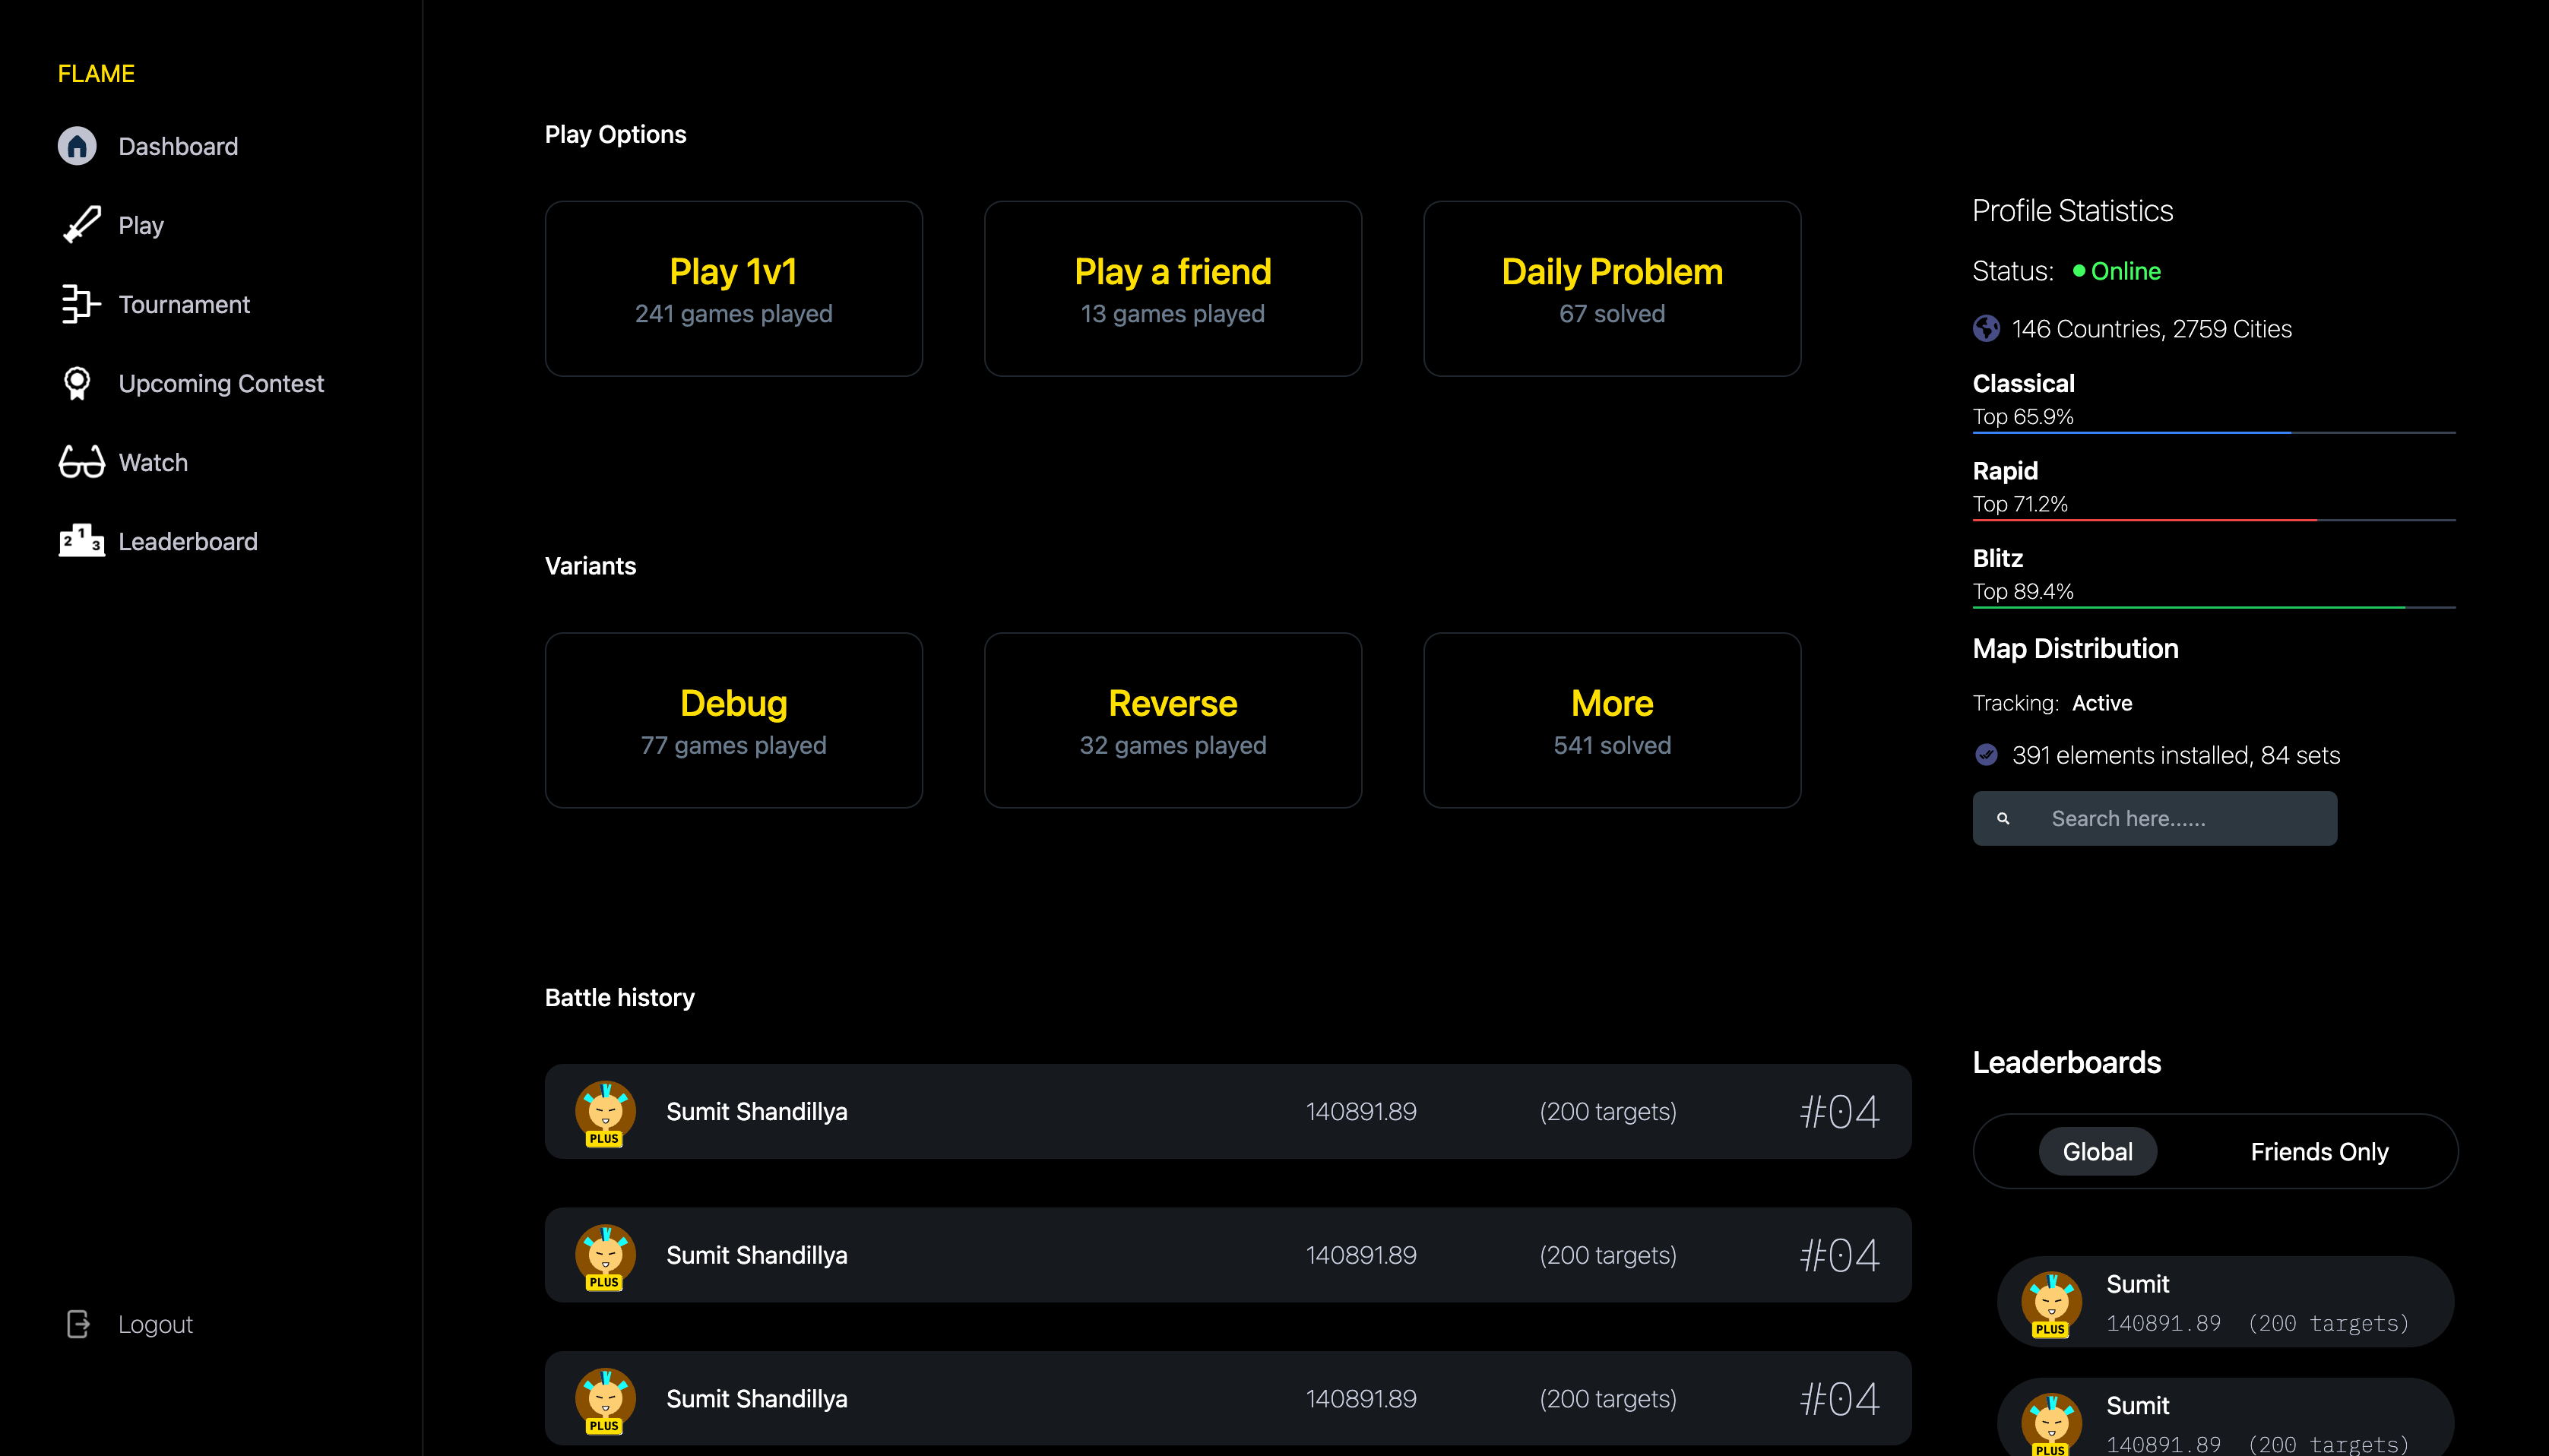 FLAME
Dashboard
Play
Tournament
Upcoming Contest
Watch
2 1 3
Leaderboard
Logout
Play Options
Play 1v1
241 games played
Play a friend
13 games played
Daily Problem
67 solved
Variants
Debug
77 games played
Reverse
32 games played
More
541 solved
Battle history
PLUS
Sumit Shandillya
140891.89
(200 targets)
#04
PLUS
Sumit Shandillya
140891.89
(200 targets)
#04
PLUS
Sumit Shandillya
140891.89
(200 targets)
#04
Profile Statistics
Status: Online
146 Countries, 2759 Cities
Classical
Top 65.9%
Rapid
Top 71.2%
Blitz
Top 89.4%
Map Distribution
Tracking: Active
391 elements installed, 84 sets
Search here......
Leaderboards
Global
Friends Only
PLUS
Sumit
140891.89 (200 targets)
PLUS
Sumit
140891.89 (200 targets)